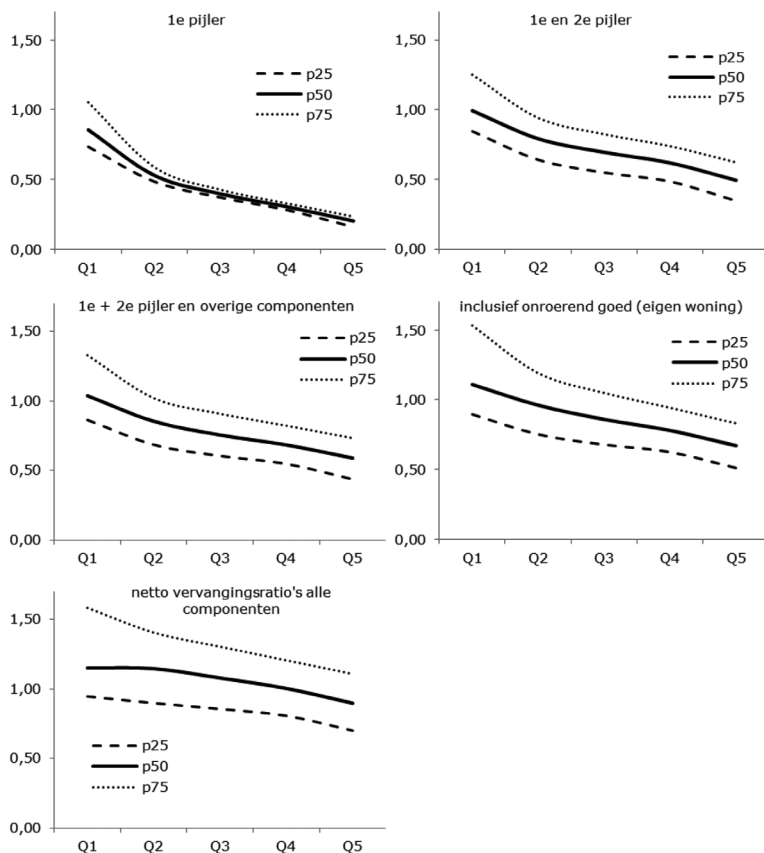 1e pijler
1,50
1,00
0,50
0,00
p25
p50
p75
Q1 Q2 Q3 Q4 Q5
1e en 2e pijler
1,50
1,00
0,50
0,00
p25
p50
p75
Q1 Q2 Q3 Q4 Q5
1e + 2e pijler en overige componenten
1,50
1,00
0,50
0,00
p25
p50
p75
Q1 Q2 Q3 Q4 Q5
inclusief onroerend goed (eigen woning)
1,50
1,00
0,50
0,00
p25
p50
p75
Q1 Q2 Q3 Q4 Q5
netto vervangingsratio's alle
componenten
1,50
1,00
0,50
0,00
p25
p50
p75
Q1 Q2 Q3 Q4 Q5